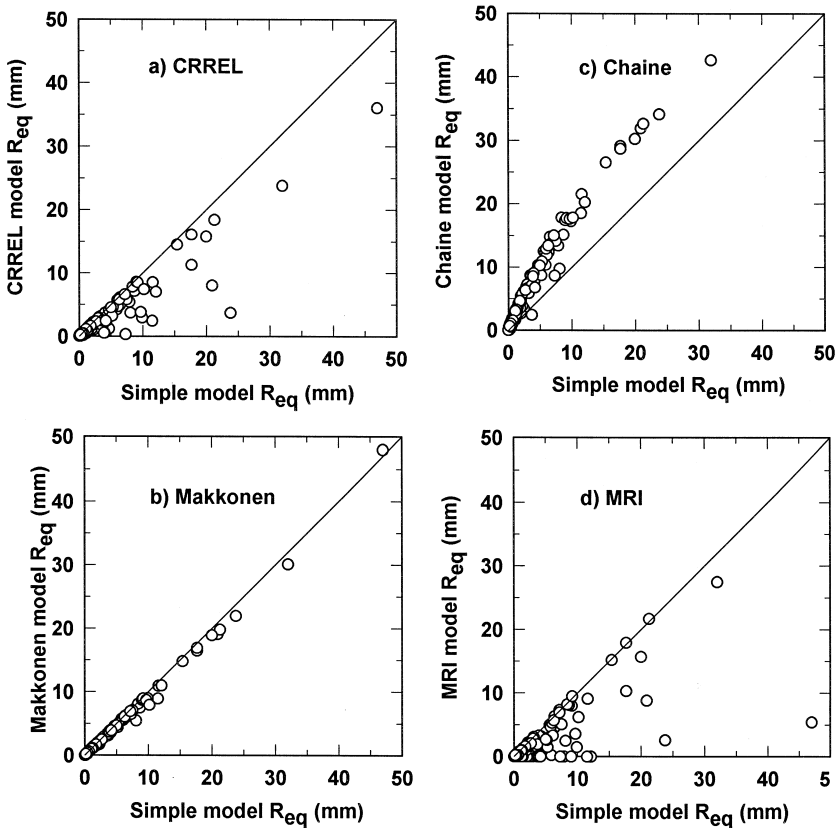 a) CRREL
CRREL model Req (mm)
50
40
30
20
10
0
0 10 20 30 40 50
Simple model Req (mm)
c) Chaine
Chaine model Req (mm)
50
40
30
20
10
0
0 10 20 30 40 50
Simple model Req (mm)
b) Makkonen
Makkonen model Req (mm)
50
40
30
20
10
0
0 10 20 30 40 50
Simple model Req (mm)
d) MRI
MRI model Req (mm)
50
40
30
20
10
0
0 10 20 30 40 5
Simple model Req (mm)